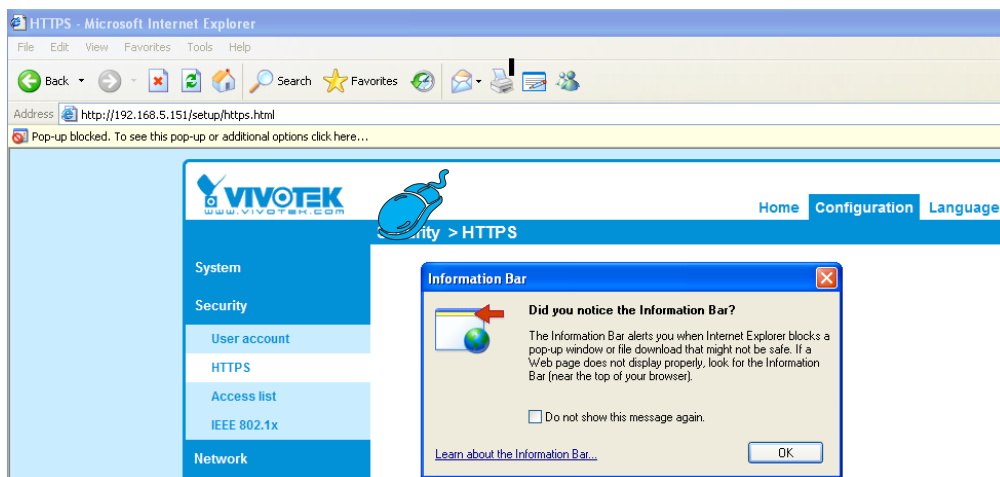 HTTPS - Microsoft Internet Explorer
File Edit View Favorites Tools Help
Back Search Favorites
Address http://192.168.5.151/setup/https.html
Pop-up blocked. To see this pop-up or additional options click here...
VIVOTEK
www.vivotek.com
Home Configuration Language
> HTTPS
System
Security
User account
HTTPS
Access list
IEEE 802.1x
Network
Information Bar
Did you notice the Information Bar?
The Information Bar alerts you when Internet Explorer blocks a
pop-up window or file download that might not be safe. If a
Web page does not display properly, look for the Information
Bar (near the top of your browser).
Do not show this message again.
Learn about the Information Bar...
OK